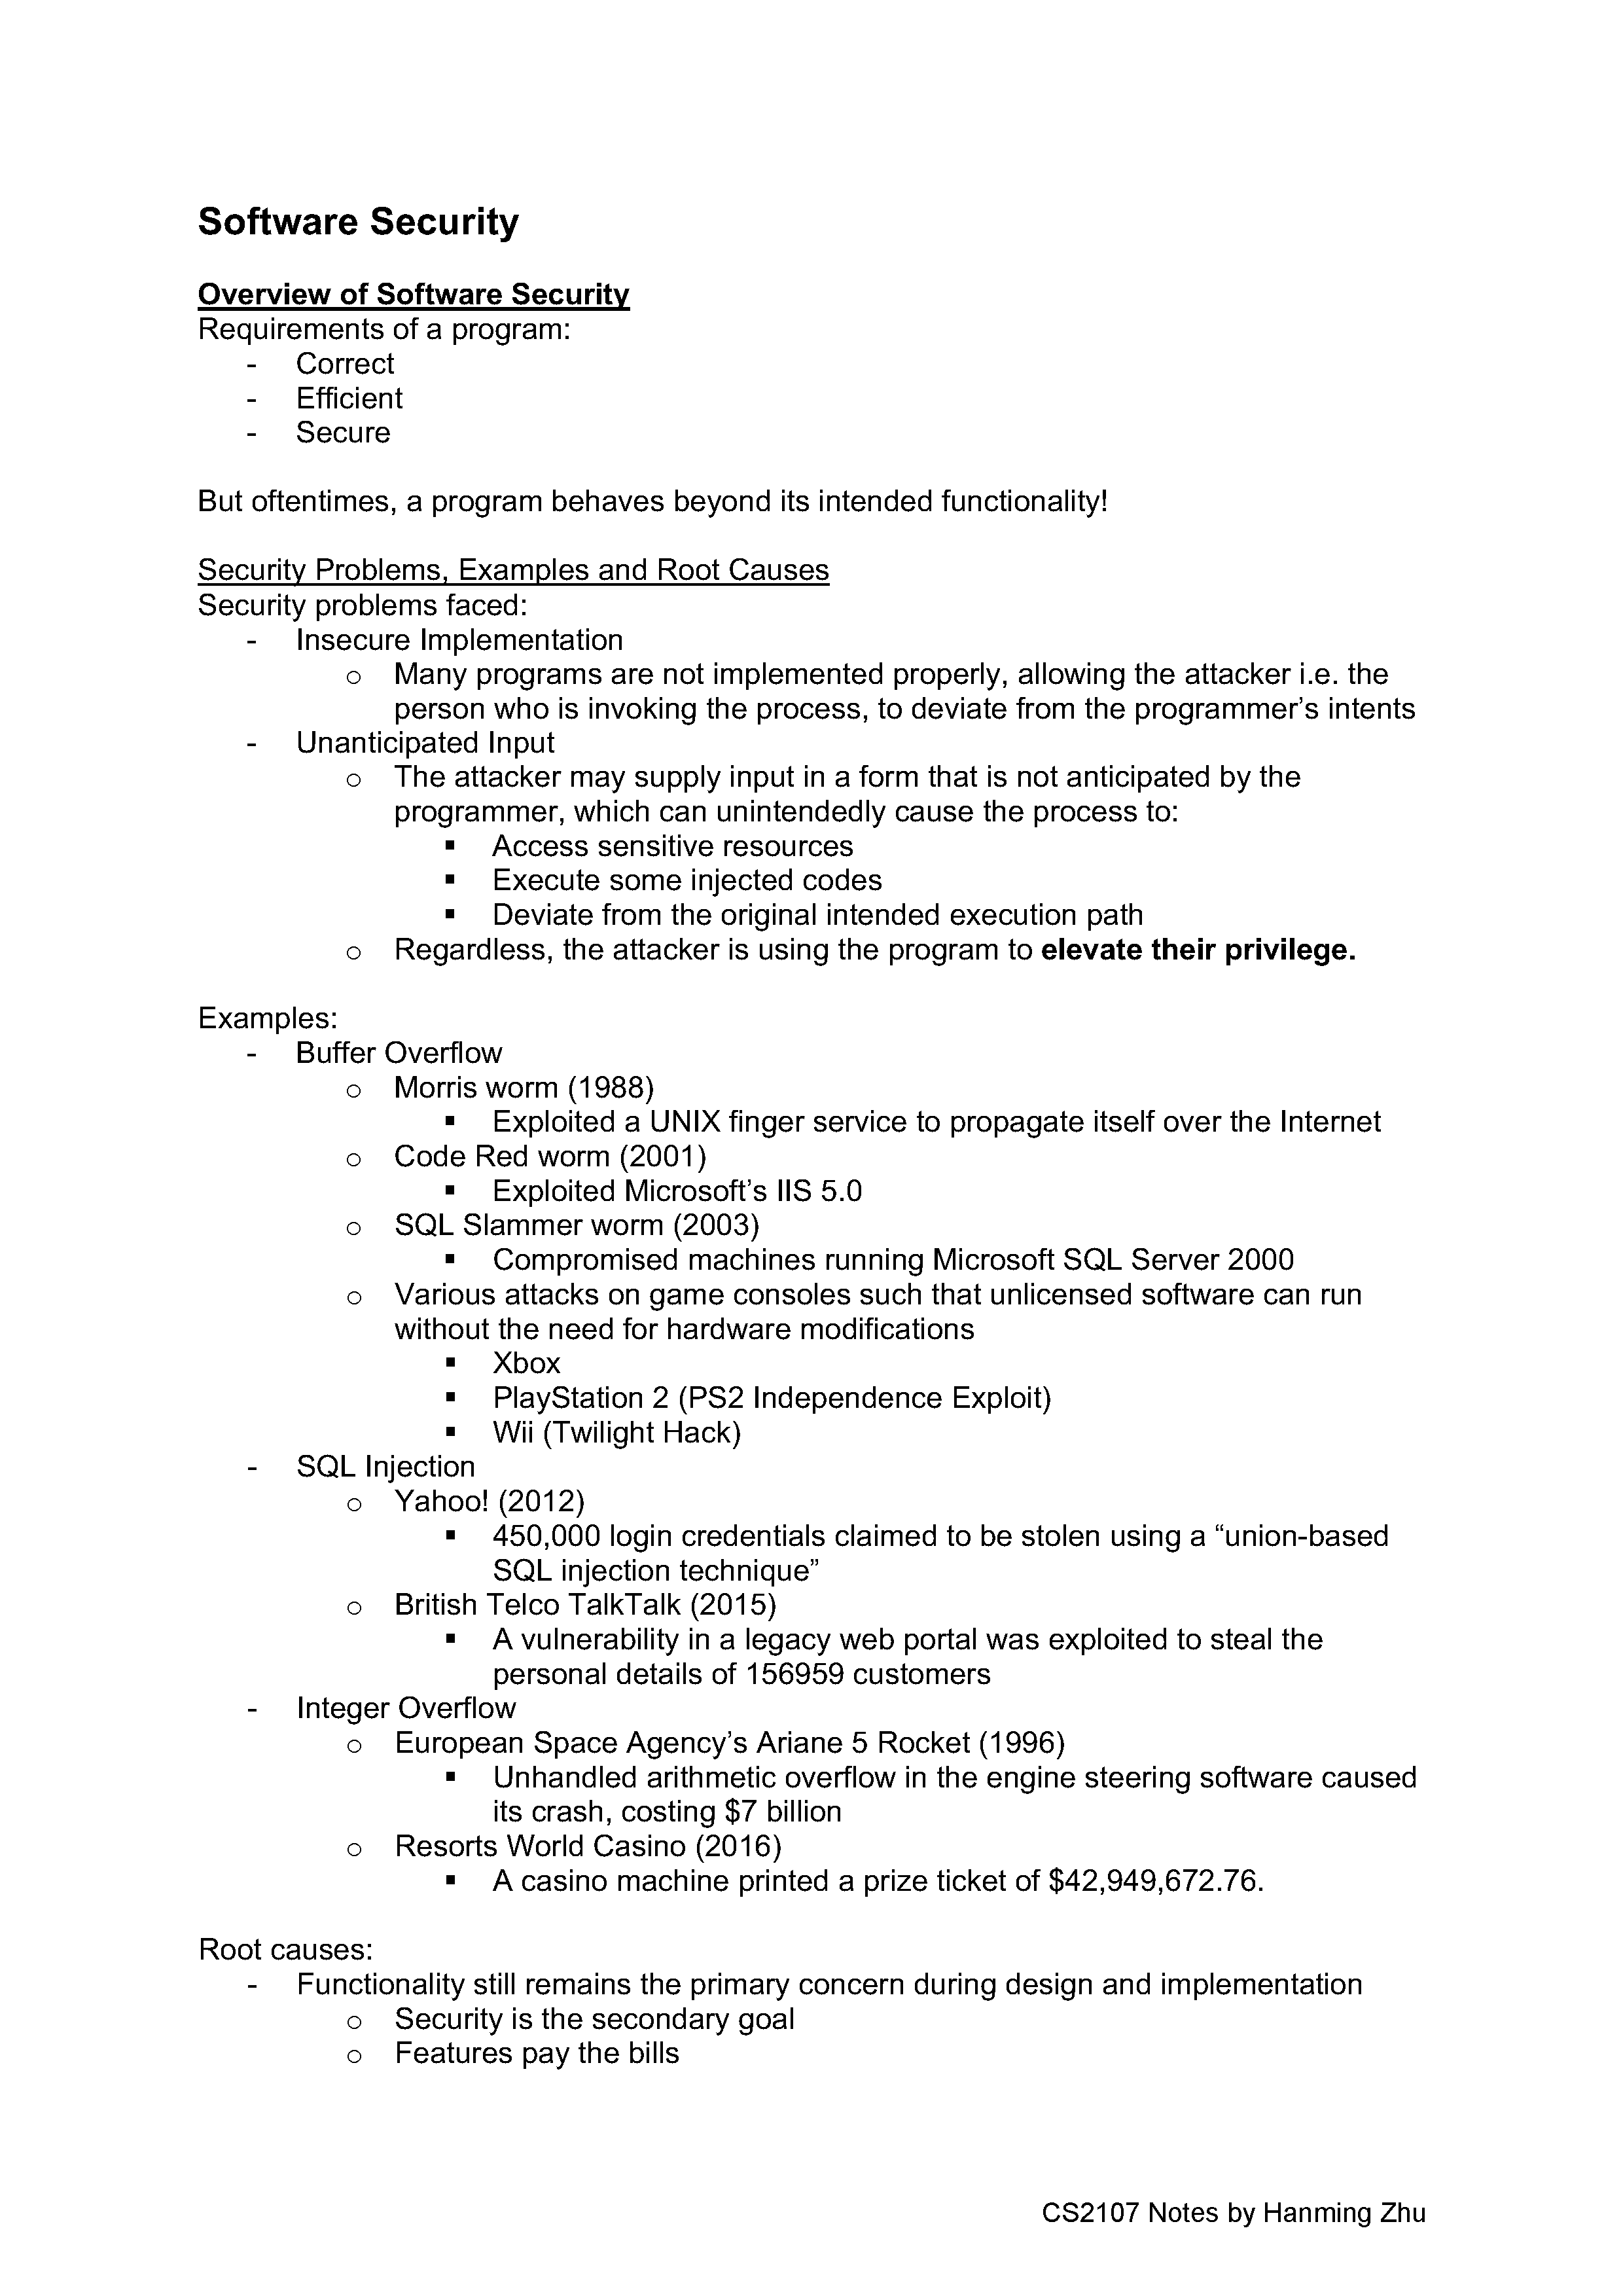 Software Security
Overview of Software Security
Requirements of a program:
- Correct
- Efficient
- Secure
But oftentimes, a program behaves beyond its intended functionality!
Security Problems, Examples and Root Causes
Security problems faced:
- Insecure Implementation
o Many programs are not implemented properly, allowing the attacker i.e. the
person who is invoking the process, to deviate from the programmer’s intents
- Unanticipated Input
o The attacker may supply input in a form that is not anticipated by the
programmer, which can unintendedly cause the process to:
▪ Access sensitive resources
▪ Execute some injected codes
▪ Deviate from the original intended execution path
o Regardless, the attacker is using the program to elevate their privilege.
Examples:
- Buffer Overflow
o Morris worm (1988)
▪ Exploited a UNIX finger service to propagate itself over the Internet
o Code Red worm (2001)
▪ Exploited Microsoft’s IIS 5.0
o SQL Slammer worm (2003)
▪ Compromised machines running Microsoft SQL Server 2000
o Various attacks on game consoles such that unlicensed software can run
without the need for hardware modifications
▪ Xbox
▪ PlayStation 2 (PS2 Independence Exploit)
▪ Wii (Twilight Hack)
- SQL Injection
o Yahoo! (2012)
▪ 450,000 login credentials claimed to be stolen using a “union-based
SQL injection technique”
o British Telco TalkTalk (2015)
▪ A vulnerability in a legacy web portal was exploited to steal the
personal details of 156959 customers
- Integer Overflow
o European Space Agency’s Ariane 5 Rocket (1996)
▪ Unhandled arithmetic overflow in the engine steering software caused
its crash, costing $7 billion
o Resorts World Casino (2016)
▪ A casino machine printed a prize ticket of $42,949,672.76.
Root causes:
- Functionality still remains the primary concern during design and implementation
o Security is the secondary goal
o Features pay the bills
CS2107 Notes by Hanming Zhu